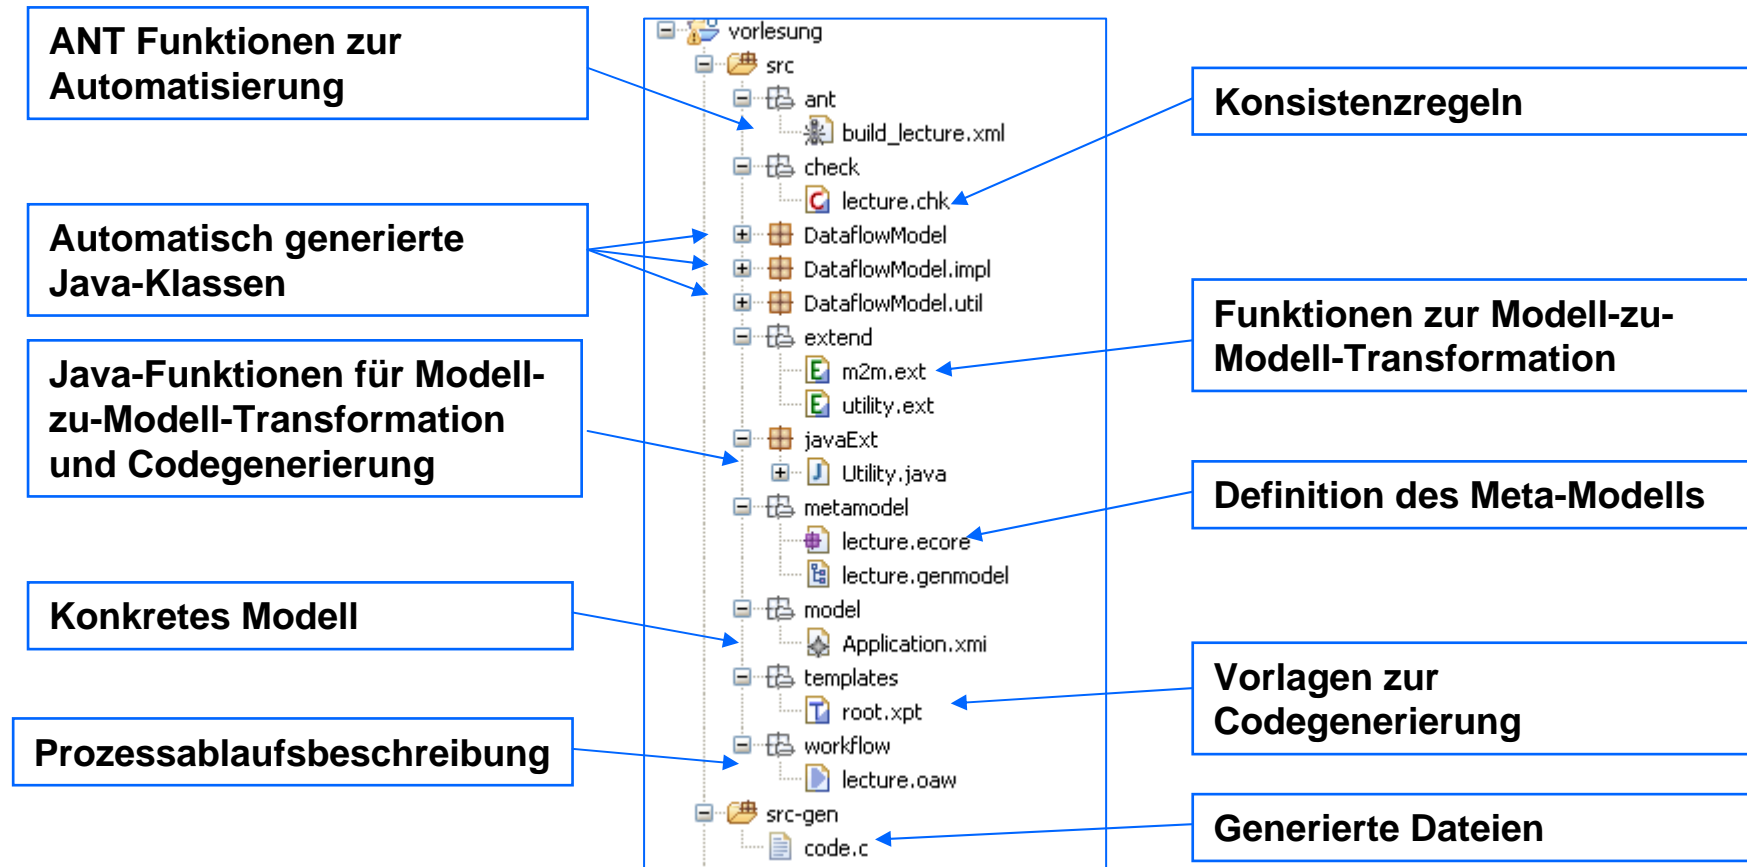 ANT Funktionen zur
Automatisierung
Automatisch generierte
Java-Klassen
Java-Funktionen für Modell-
zu-Modell-Transformation
und Codegenerierung
Konkretes Modell
Prozessablaufsbeschreibung
vorlesung
src
ant
build_lecture.xml
check
lecture.chk
DataflowModel
DataflowModel.impl
DataflowModel.util
extend
m2m.ext
utility.ext
javaExt
Utility.java
metamodel
lecture.ecore
lecture.genmodel
model
Application.xmi
templates
root.xpt
workflow
lecture.oaw
src-gen
code.c
Konsistenzregeln
Funktionen zur Modell-zu-
Modell-Transformation
Definition des Meta-Modells
Vorlagen zur
Codegenerierung
Generierte Dateien